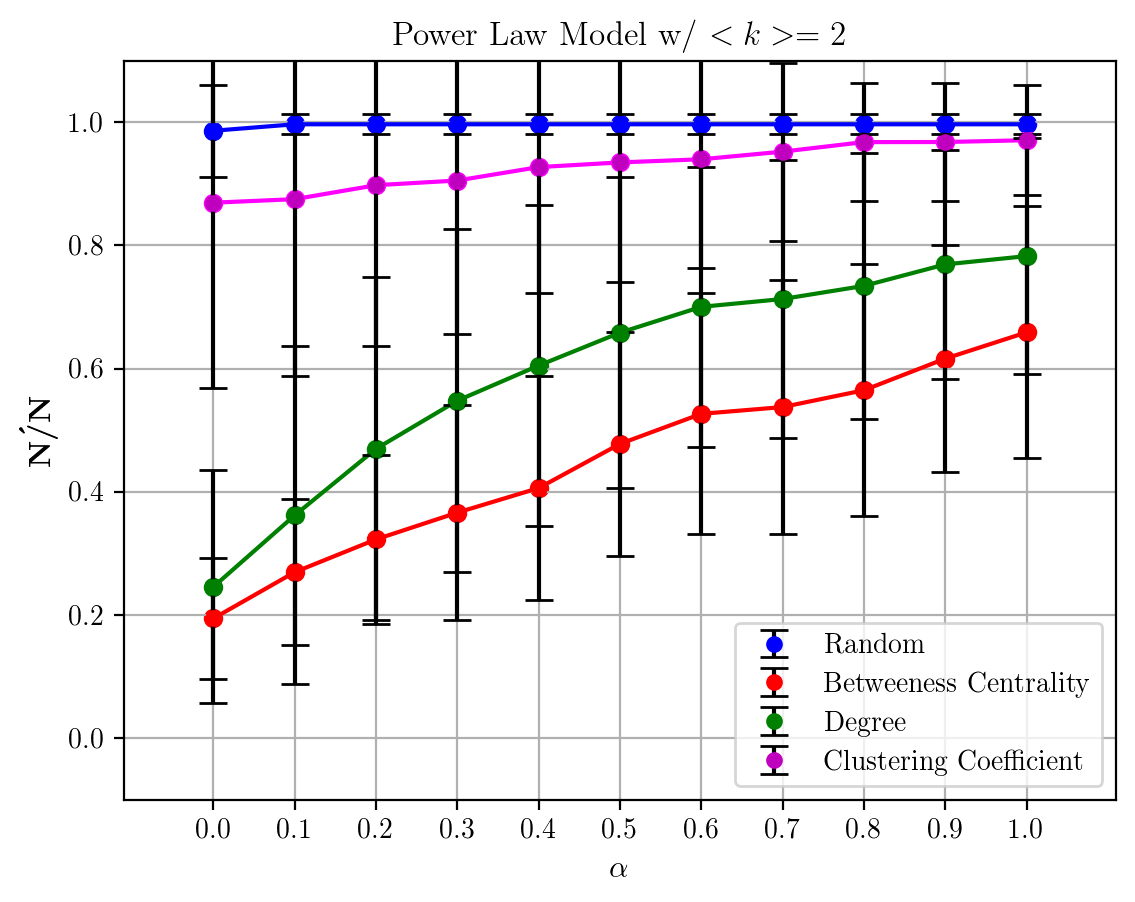 Power Law Model w/ < k >= 2
Ń/N
1.0
0.8
0.6
0.4
0.2
0.0
0.0 0.1 0.2 0.3 0.4 0.5 0.6 0.7 0.8 0.9 1.0
α
Random
Betweeness Centrality
Degree
Clustering Coefficient